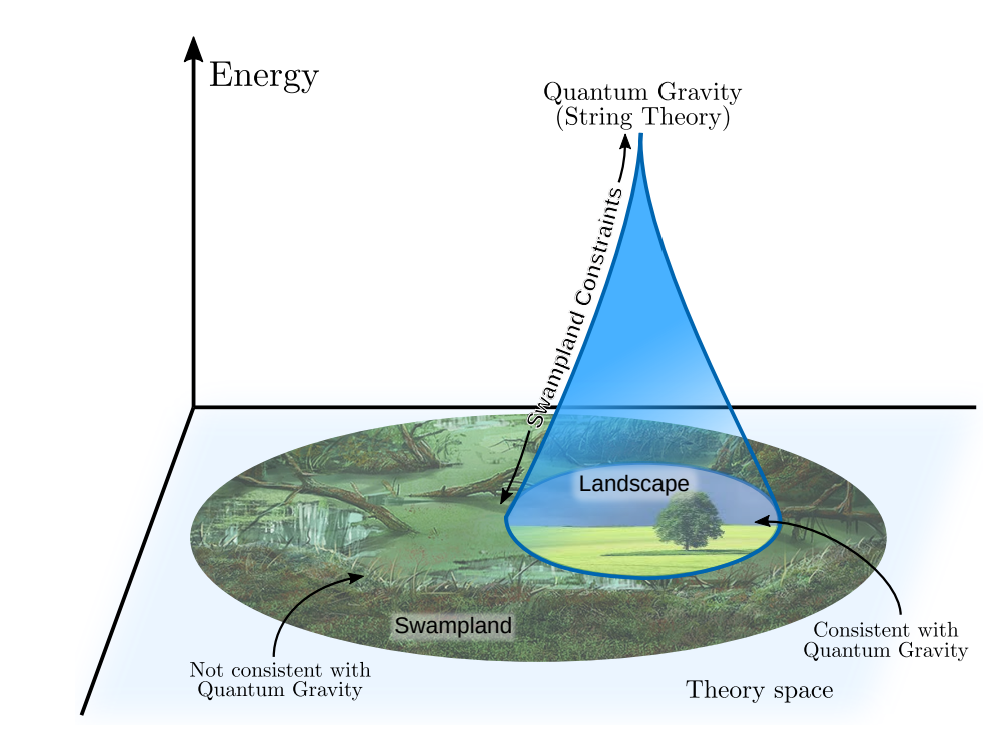 Energy
Quantum Gravity
(String Theory)
Swampland Constraints
Landscape
Swampland
Consistent with
Quantum Gravity
Not consistent with
Quantum Gravity
Theory space